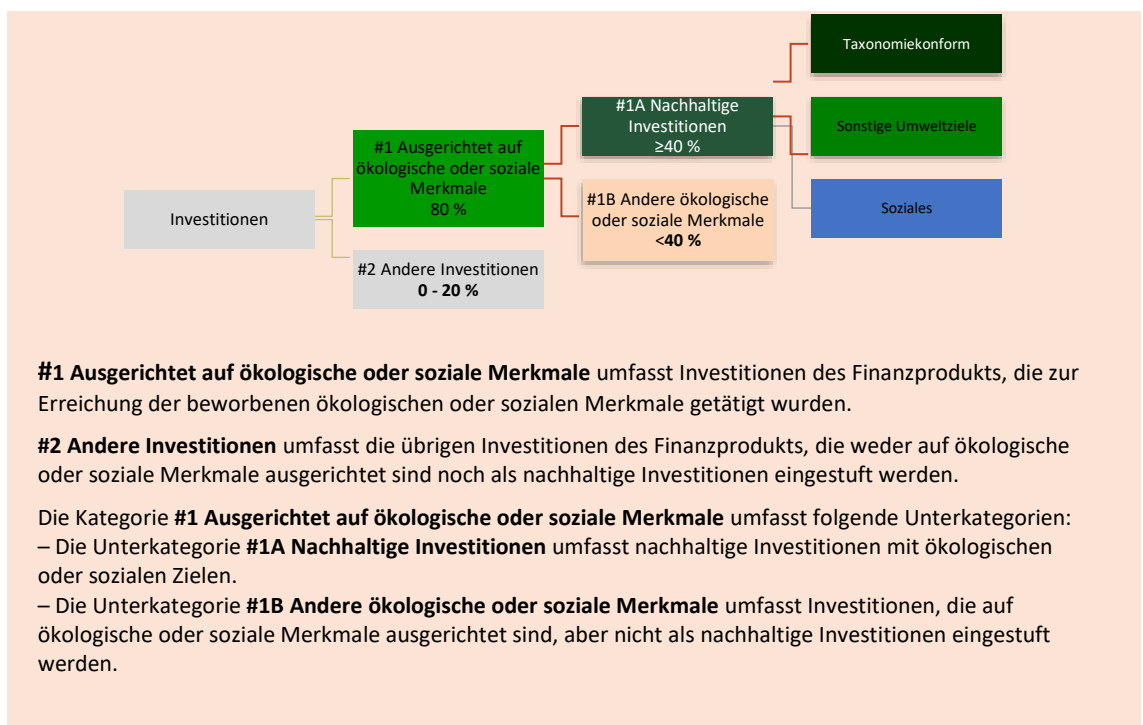 Taxonomiekonform
#1A Nachhaltige
Investitionen
≥40 %
Sonstige Umweltziele
#1 Ausgerichtet auf
ökologische oder soziale
Merkmale
80 %
#1B Andere ökologische
oder soziale Merkmale
<40 %
Soziales
Investitionen
#2 Andere Investitionen
0 - 20 %
#1 Ausgerichtet auf ökologische oder soziale Merkmale umfasst Investitionen des Finanzprodukts, die zur
Erreichung der beworbenen ökologischen oder sozialen Merkmale getätigt wurden.
#2 Andere Investitionen umfasst die übrigen Investitionen des Finanzprodukts, die weder auf ökologische
oder soziale Merkmale ausgerichtet sind noch als nachhaltige Investitionen eingestuft werden.
Die Kategorie #1 Ausgerichtet auf ökologische oder soziale Merkmale umfasst folgende Unterkategorien:
– Die Unterkategorie #1A Nachhaltige Investitionen umfasst nachhaltige Investitionen mit ökologischen
oder sozialen Zielen.
– Die Unterkategorie #1B Andere ökologische oder soziale Merkmale umfasst Investitionen, die auf
ökologische oder soziale Merkmale ausgerichtet sind, aber nicht als nachhaltige Investitionen eingestuft
werden.